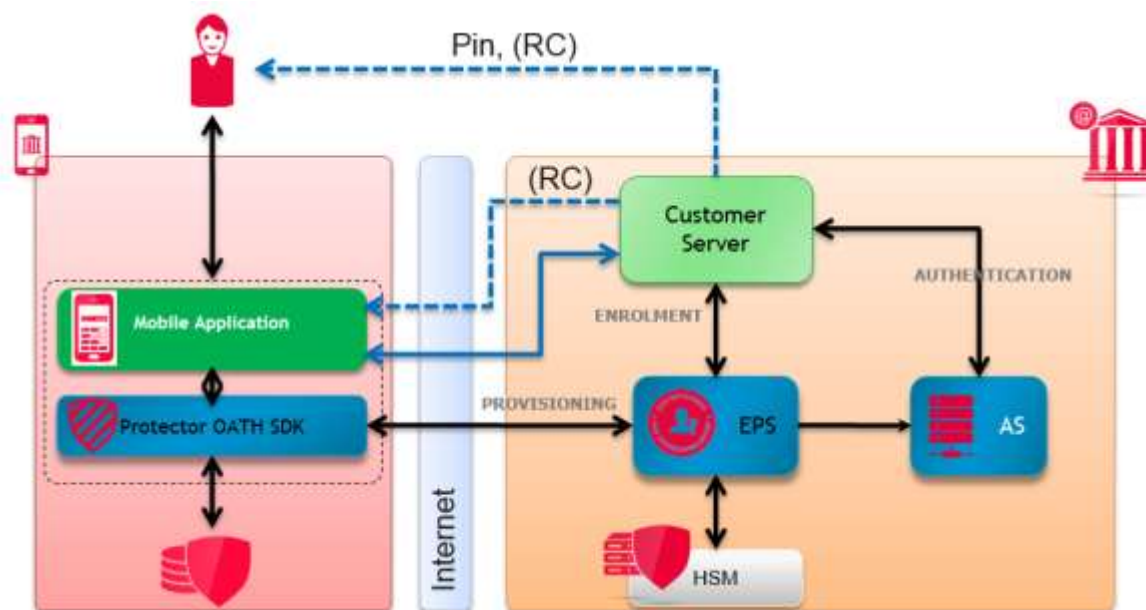 Pin, (RC)
(RC)
Customer
Server
AUTHENTICATION
ENROLMENT
Mobile Application
PROVISIONING
Protector OATH SDK
EPS
AS
Internet
HSM
@